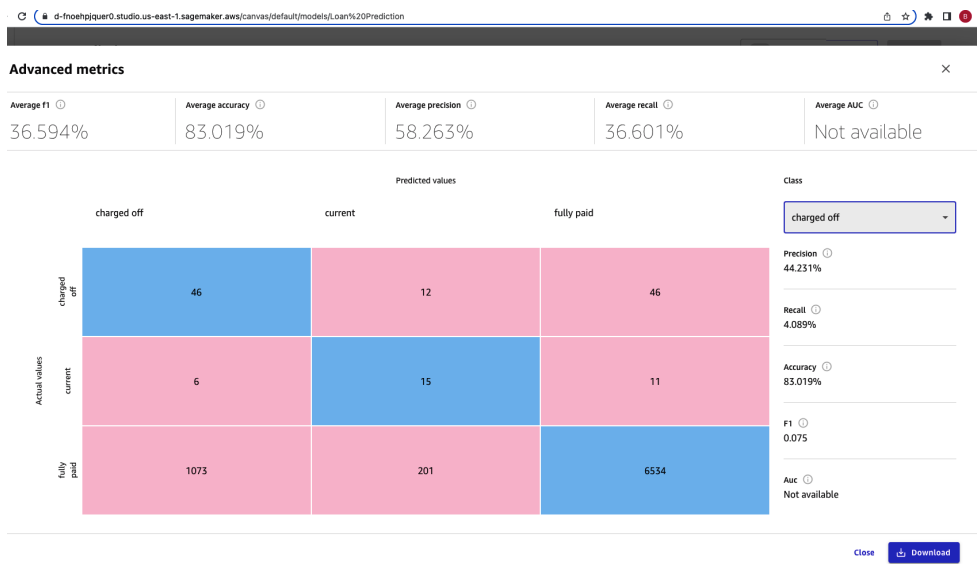 d-fnoehpjquer0.studio.us-east-1.sagemaker.aws/canvas/default/models/Loan%20Prediction
B
Advanced metrics
Average f1
36.594%
Average accuracy
83.019%
Average precision
58.263%
Average recall
36.601%
Average AUC
Not available
Predicted values
charged off current fully paid
Actual values
charged off
46 12 46
current
6 15 11
fully paid
1073 201 6534
Class
charged off
Precision
44.231%
Recall
4.089%
Accuracy
83.019%
F1
0.075
Auc
Not available
Close
Download